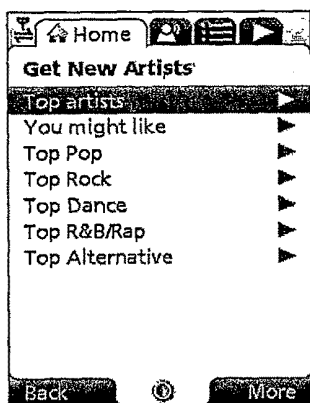 Home
Get New Artists
Top artists
You might like
Top Pop
Top Rock
Top Dance
Top R&B/Rap
Top Alternative
Back More